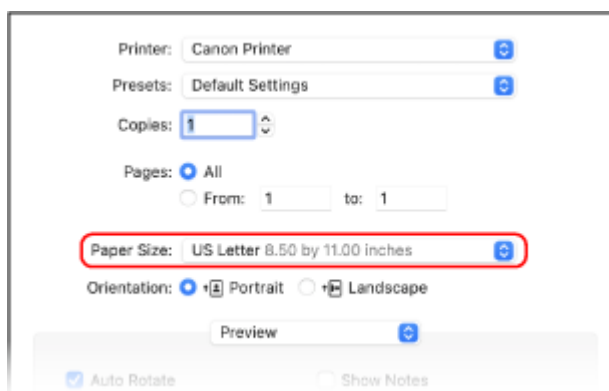 Printer: Canon Printer
Presets: Default Settings
Copies: 1
Pages: All
From: 1 to: 1
Paper Size: US Letter 8.50 by 11.00 inches
Orientation: Portrait Landscape
Preview
Auto Rotate Show Notes